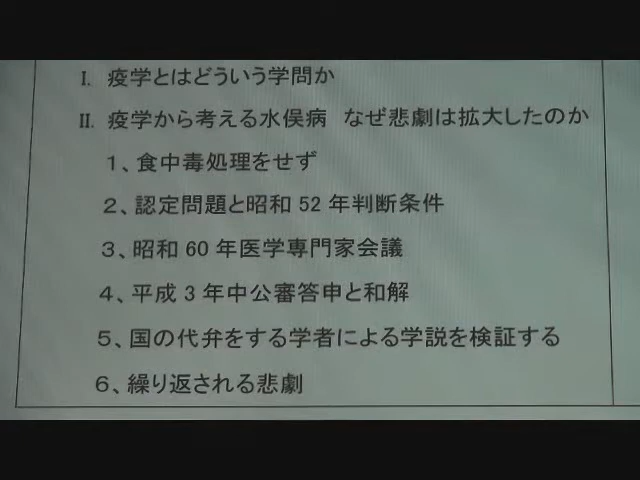 I. 疫学とはどういう学問か
II. 疫学から考える水俣病 なぜ悲劇は拡大したのか
1、食中毒処理をせず
2、認定問題と昭和 52 年判断条件
3、昭和 60 年医学専門家会議
4、平成 3 年中公審答申と和解
5、国の代弁をする学者による学説を検証する
6、繰り返される悲劇